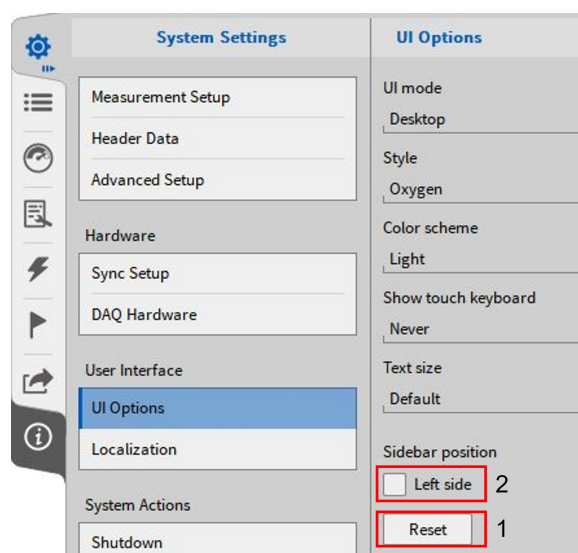 System Settings
Measurement Setup
Header Data
Advanced Setup
Hardware
Sync Setup
DAQ Hardware
User Interface
UI Options
Localization
System Actions
Shutdown
UI Options
UI mode
Desktop
Style
Oxygen
Color scheme
Light
Show touch keyboard
Never
Text size
Default
Sidebar position
Left side 2
Reset 1